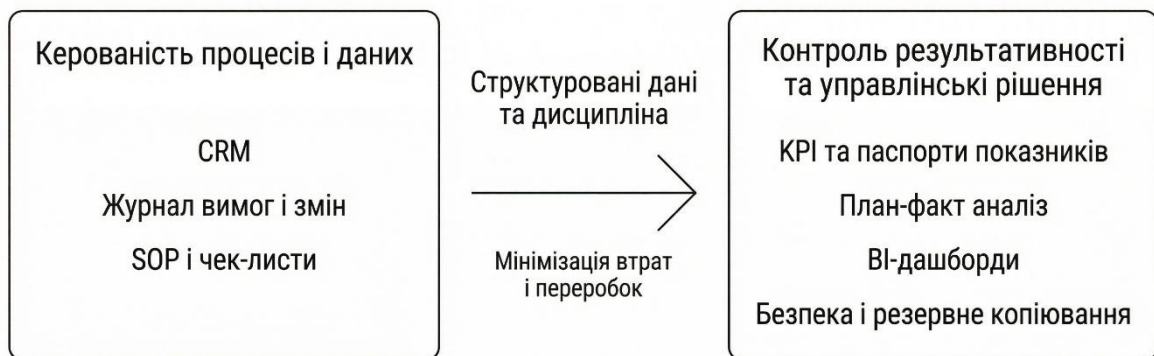 Керованість процесів і даних
CRM
Журнал вимог і змін
SOP і чек-листи
Структуровані дані
та дисципліна
Мінімізація втрат
і переробок
Контроль результативності
та управлінські рішення
KPI та паспорти показників
План-факт аналіз
BI-дашборди
Безпека і резервне копіювання